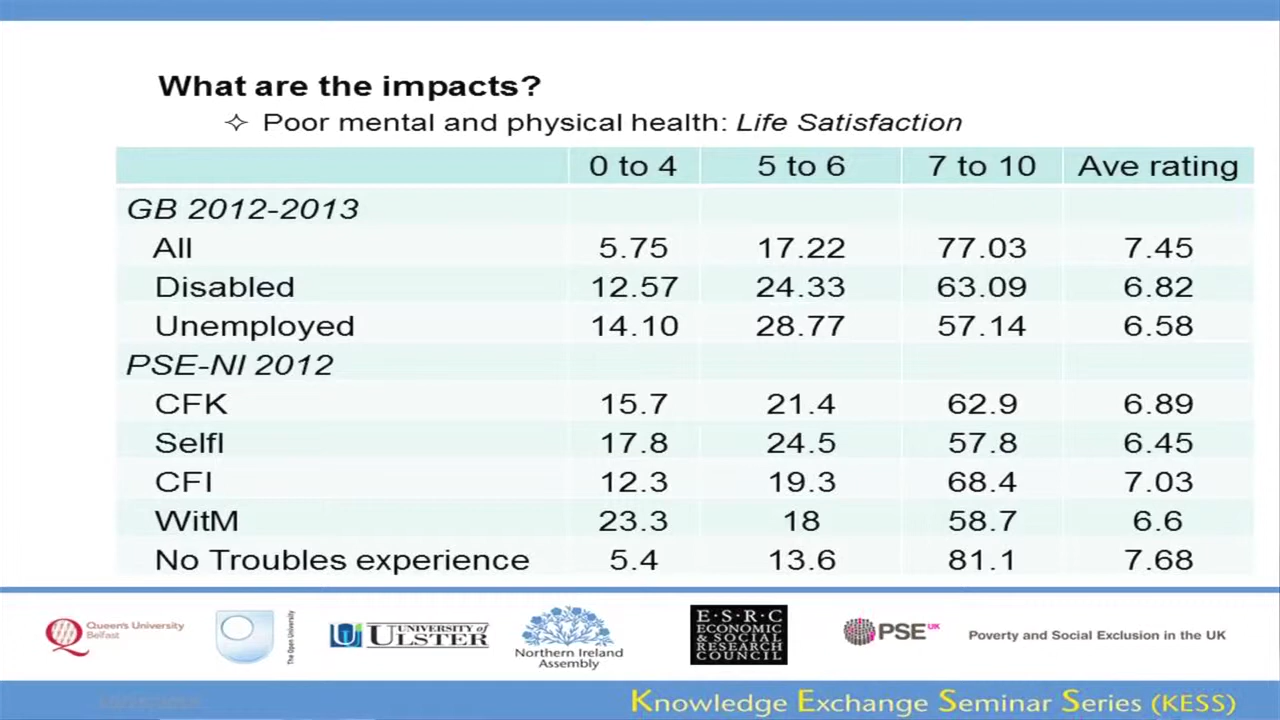 What are the impacts?
✧ Poor mental and physical health: Life Satisfaction
0 to 4 5 to 6 7 to 10 Ave rating
GB 2012-2013
All 5.75 17.22 77.03 7.45
Disabled 12.57 24.33 63.09 6.82
Unemployed 14.10 28.77 57.14 6.58
PSE-NI 2012
CFK 15.7 21.4 62.9 6.89
SelfI 17.8 24.5 57.8 6.45
CFI 12.3 19.3 68.4 7.03
WitM 23.3 18 58.7 6.6
No Troubles experience 5.4 13.6 81.1 7.68
Queen's University
Belfast
The Open University
UNIVERSITY of
ULSTER
Northern Ireland
Assembly
E·S·R·C
ECONOMIC
& SOCIAL
RESEARCH
COUNCIL
PSE UK
Poverty and Social Exclusion in the UK
Knowledge Exchange Seminar Series (KESS)